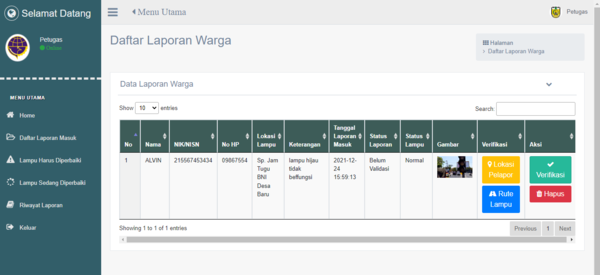 Selamat Datang
Menu Utama
Petugas
Petugas
Online
MENU UTAMA
Home
Daftar Laporan Masuk
Lampu Harus Diperbaiki
Lampu Sedang Diperbaiki
Riwayat Laporan
Keluar
Daftar Laporan Warga
Halaman
Daftar Laporan Warga
Data Laporan Warga
Show 10 entries
Search:
No Nama NIK/NISN No HP Lokasi Lampu Keterangan Tanggal Laporan Masuk Status Laporan Status Lampu Gambar Verifikasi Aksi
1 ALVIN 215567453434 09867554 Sp. Jam Tugu BNI Desa Baru lampu hijau tidak belfungsi 2021-12-24 15:59:13 Belum Validasi Normal
Lokasi Pelapor
Rute Lampu
Verifikasi
Hapus
Showing 1 to 1 of 1 entries
Previous 1 Next